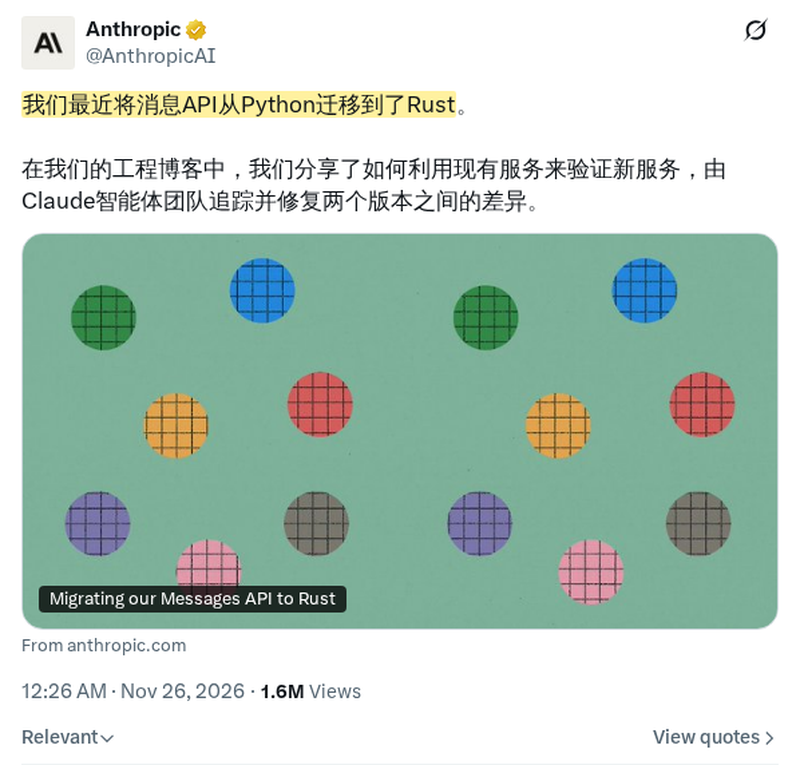 Anthropic
@AnthropicAI
我们最近将消息API从Python迁移到了Rust。
在我们的工程博客中，我们分享了如何利用现有服务来验证新服务，由
Claude智能体团队追踪并修复两个版本之间的差异。
Migrating our Messages API to Rust
From anthropic.com
12:26 AM · Nov 26, 2026 · 1.6M Views
Relevant
View quotes